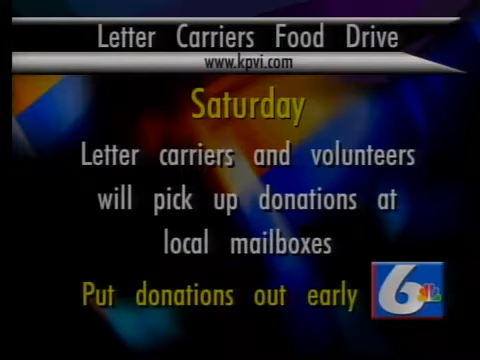 Letter Carriers Food Drive
www.kpvi.com
Saturday
Letter carriers and volunteers
will pick up donations at
local mailboxes
Put donations out early
6